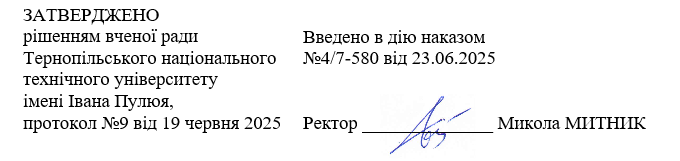 ЗАТВЕРДЖЕНО
рішенням вченої ради
Тернопільського національного
технічного університету
імені Івана Пулюя,
протокол №9 від 19 червня 2025
Введено в дію наказом
№4/7-580 від 23.06.2025
Ректор _______________ Микола МИТНИК